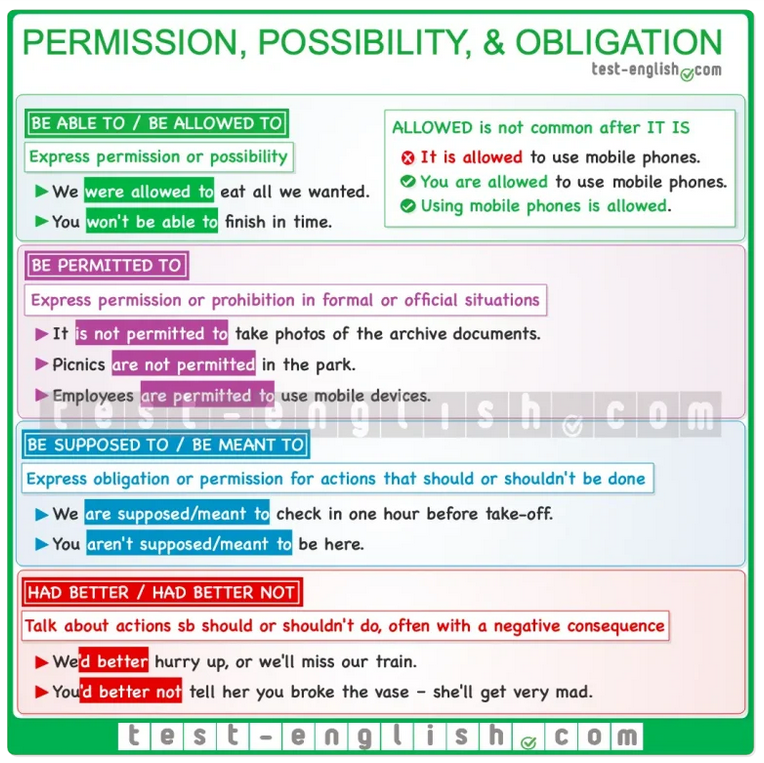 PERMISSION, POSSIBILITY, & OBLIGATION
test-english.com
BE ABLE TO / BE ALLOWED TO
Express permission or possibility
We were allowed to eat all we wanted.
You won't be able to finish in time.
ALLOWED is not common after IT IS
It is allowed to use mobile phones.
You are allowed to use mobile phones.
Using mobile phones is allowed.
BE PERMITTED TO
Express permission or prohibition in formal or official situations
It is not permitted to take photos of the archive documents.
Picnics are not permitted in the park.
Employees are permitted to use mobile devices.
test-english.com
BE SUPPOSED TO / BE MEANT TO
Express obligation or permission for actions that should or shouldn't be done
We are supposed/meant to check in one hour before take-off.
You aren't supposed/meant to be here.
HAD BETTER / HAD BETTER NOT
Talk about actions sb should or shouldn't do, often with a negative consequence
We'd better hurry up, or we'll miss our train.
You'd better not tell her you broke the vase – she'll get very mad.
test-english.com